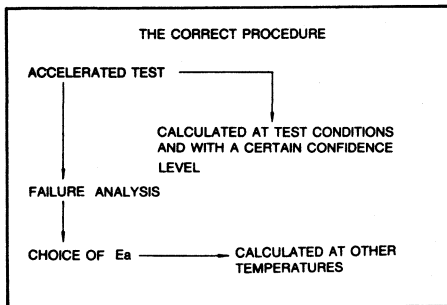 THE CORRECT PROCEDURE
ACCELERATED TEST
CALCULATED AT TEST CONDITIONS
AND WITH A CERTAIN CONFIDENCE
LEVEL
FAILURE ANALYSIS
CHOICE OF Ea
CALCULATED AT OTHER
TEMPERATURES